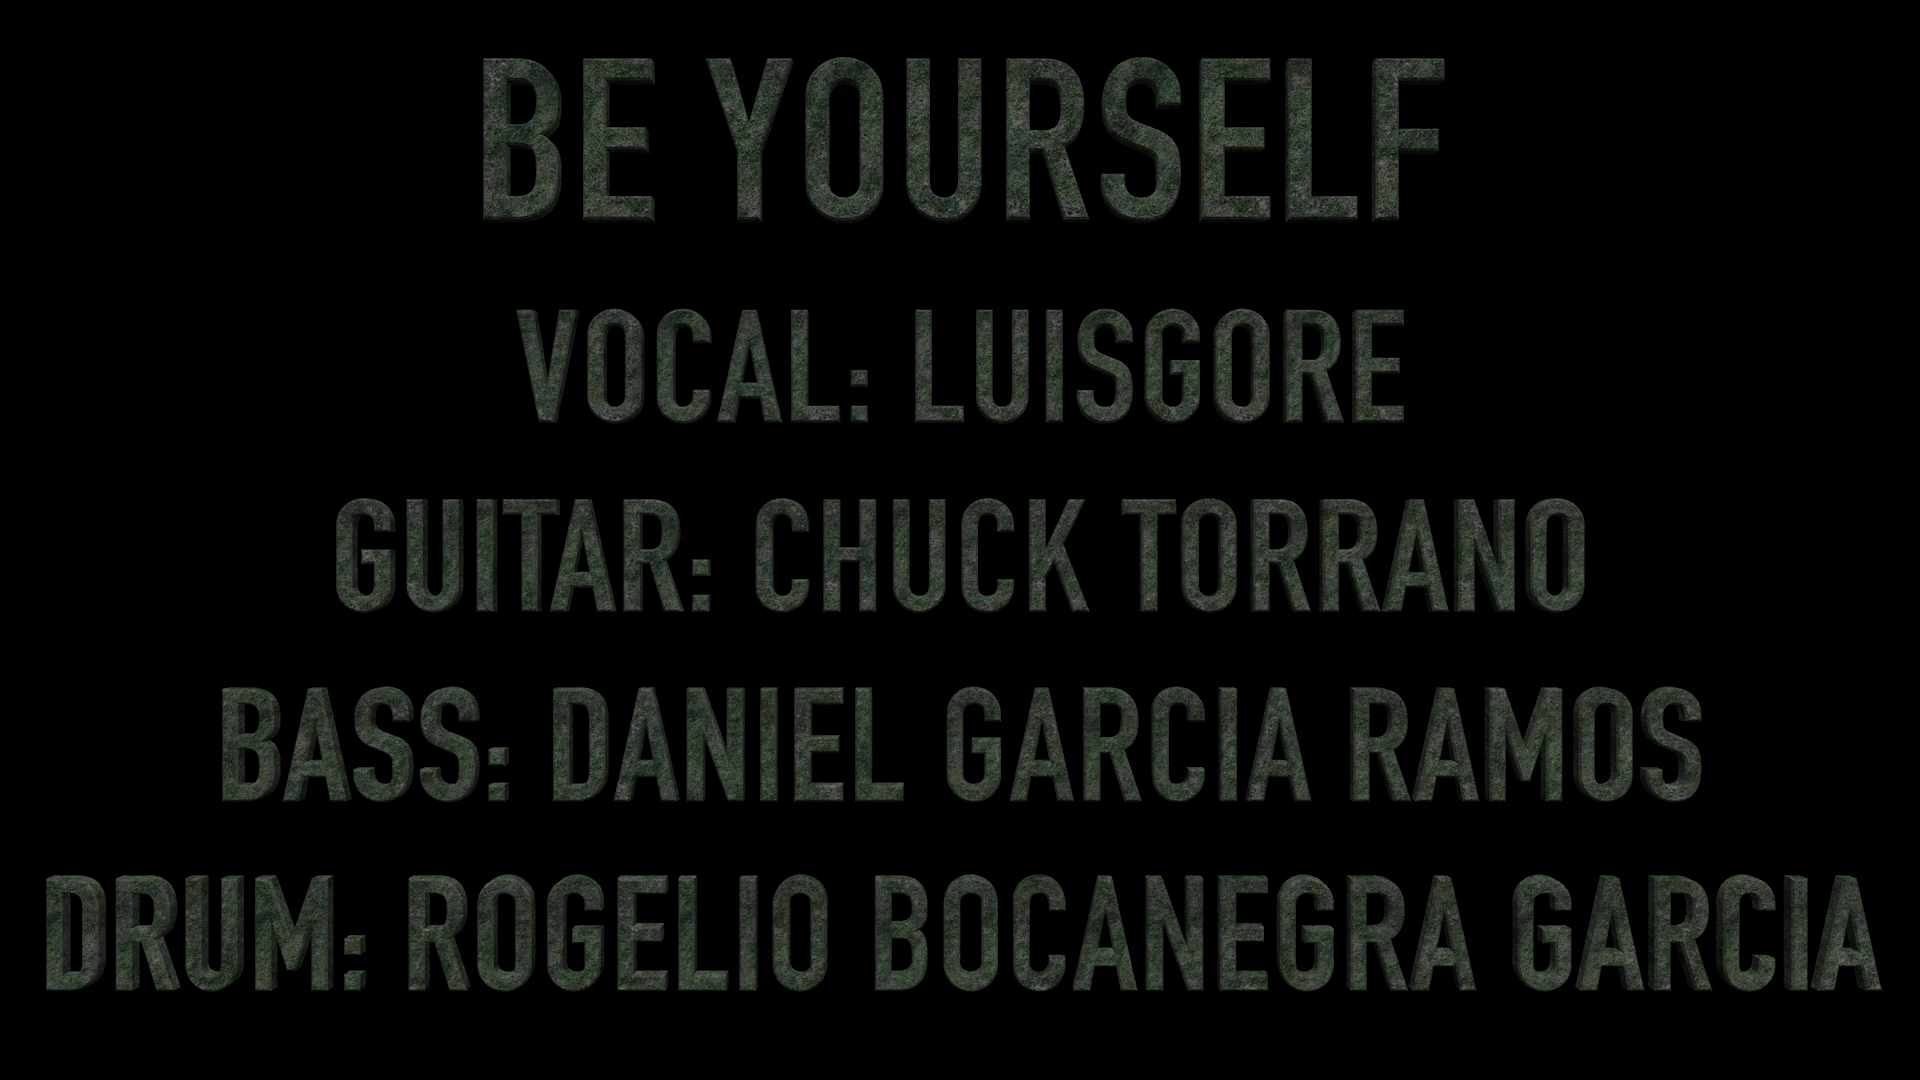 BE YOURSELF
VOCAL: LUISGORE
GUITAR: CHUCK TORRANO
BASS: DANIEL GARCIA RAMOS
DRUM: ROGELIO BOCANEGRA GARCIA